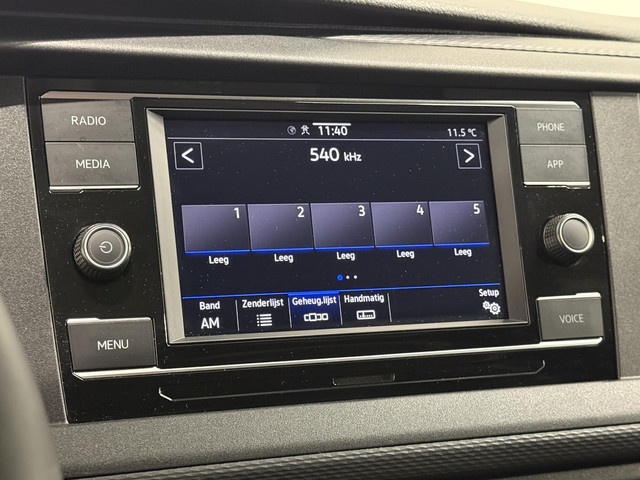 RADIO
MEDIA
MENU
11:40
11.5 °C
<
540 kHz
>
1 2 3 4 5
Leeg Leeg Leeg Leeg Leeg
Band Zenderlijst Geheug.lijst Handmatig Setup
AM
PHONE
APP
VOICE